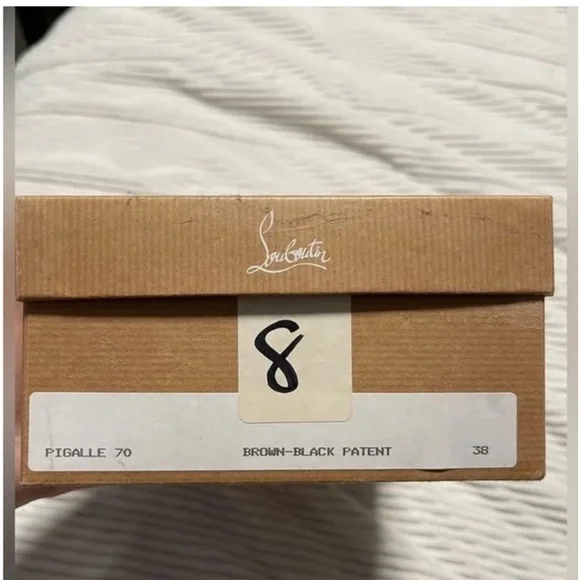 Louboutin
8
PIGALLE 70 BROWN-BLACK PATENT 38